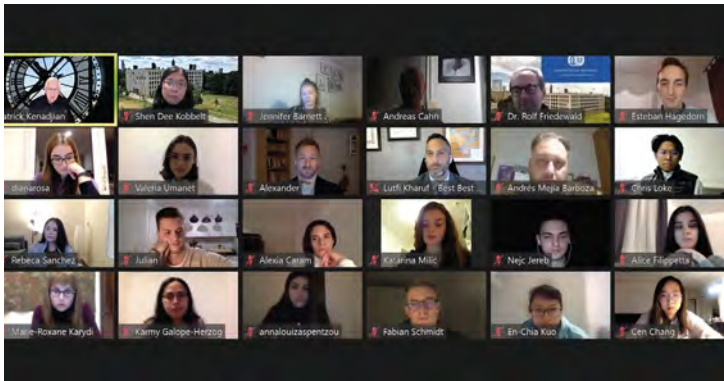 atrick Kenadjian
Shen Dee Kobbelt
Jennifer Barnett
Andreas Cahn
Dr. Rolf Friedewald
Esteban Hagedorn
dianarosa
Valeria Umanet
Alexander
Lutfi Kharuf - Best Best ...
Andrés Mejía Barboza
Chris Loke
Rebeca Sanchez
Julian
Alexia Caram
Katarina Milic
Nejc Jereb
Alice Filippetta
Marie-Roxane Karydi
Karmy Galope-Herzog
annalouizaspentzou
Fabian Schmidt
En-Chia Kuo
Cen Chang